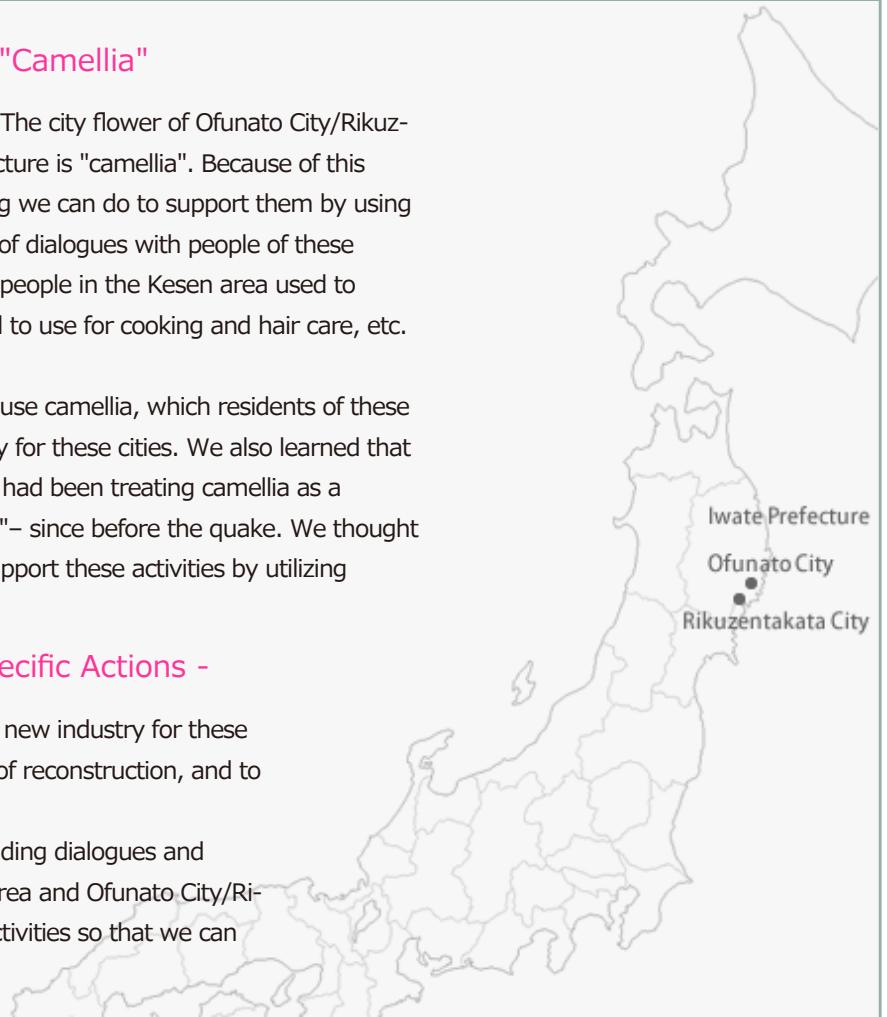 "Camellia"
The city flower of Ofunato City/Rikuz-
cture is "camellia". Because of this
g we can do to support them by using
of dialogues with people of these
people in the Kesen area used to
l to use for cooking and hair care, etc.
use camellia, which residents of these
y for these cities. We also learned that
had been treating camellia as a
"– since before the quake. We thought
pport these activities by utilizing
Iwate Prefecture
Ofunato City
Rikuzentakata City
ecific Actions -
new industry for these
of reconstruction, and to
ding dialogues and
rea and Ofunato City/Ri-
ctivities so that we can